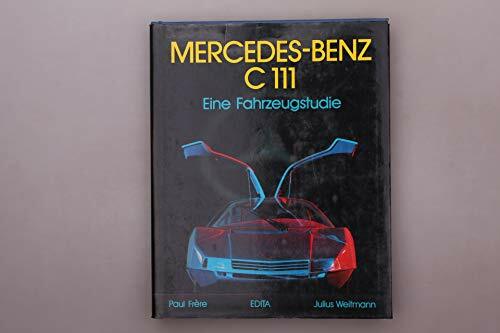 MERCEDES-BENZ
C 111
Eine Fahrzeugstudie
Paul Frère EDITA Julius Weitmann